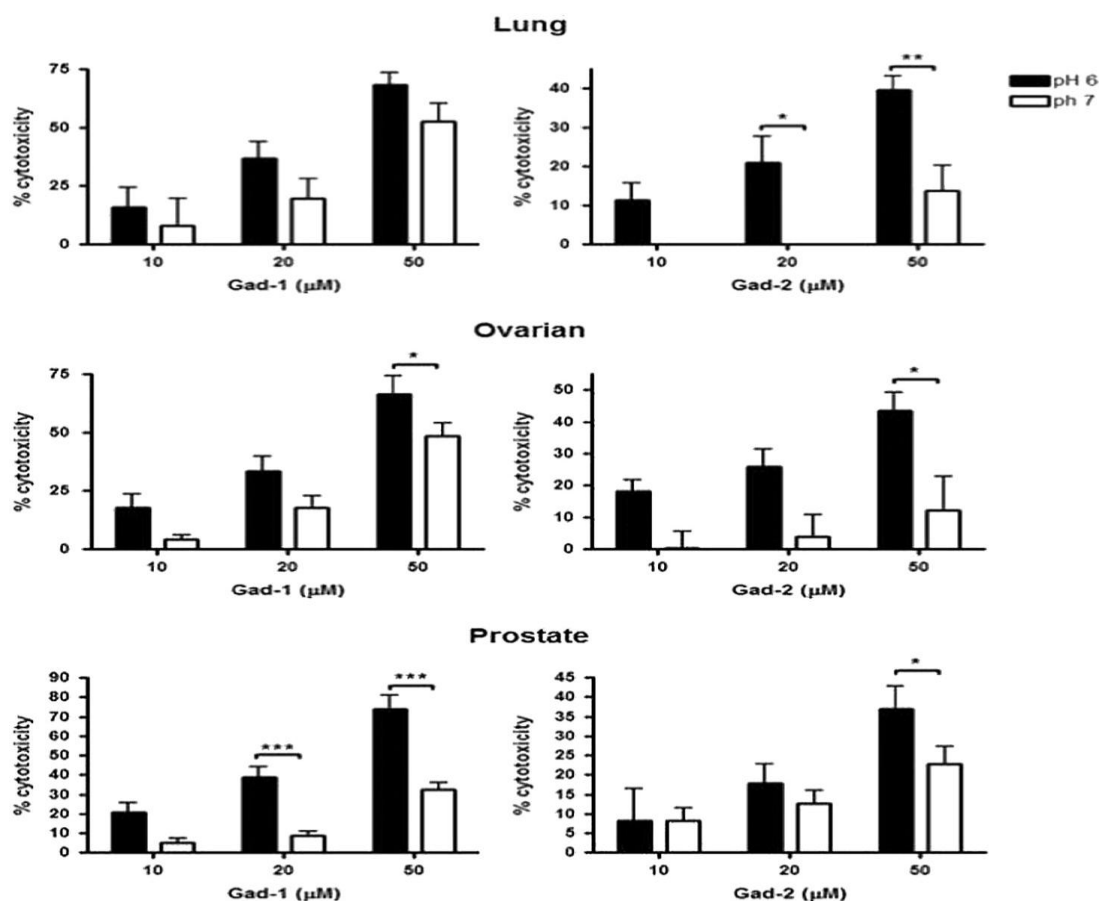 Lung
75
50
25
0
% cytotoxicity
10 20 50
Gad-1 (μM)
40
30
20
10
0
% cytotoxicity
* **
10 20 50
Gad-2 (μM)
pH 6
ph 7
Ovarian
75
50
25
0
% cytotoxicity
*
10 20 50
Gad-1 (μM)
50
40
30
20
10
0
% cytotoxicity
*
10 20 50
Gad-2 (μM)
Prostate
90
80
70
60
50
40
30
20
10
0
% cytotoxicity
*** ***
10 20 50
Gad-1 (μM)
45
40
35
30
25
20
15
10
5
0
% cytotoxicity
*
10 20 50
Gad-2 (μM)